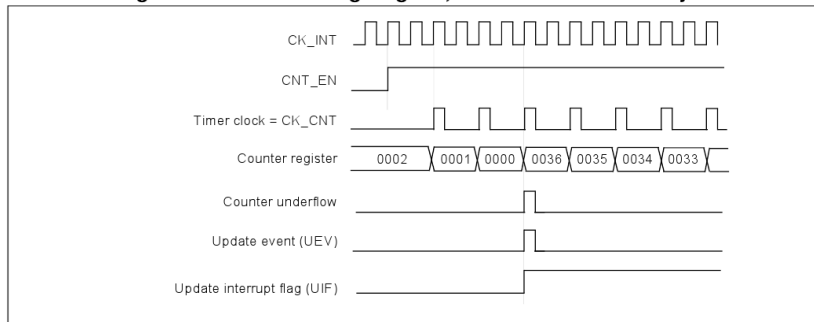 CK_INT
CNT_EN
Timer clock = CK_CNT
Counter register 0002 0001 0000 0036 0035 0034 0033
Counter underflow
Update event (UEV)
Update interrupt flag (UIF)